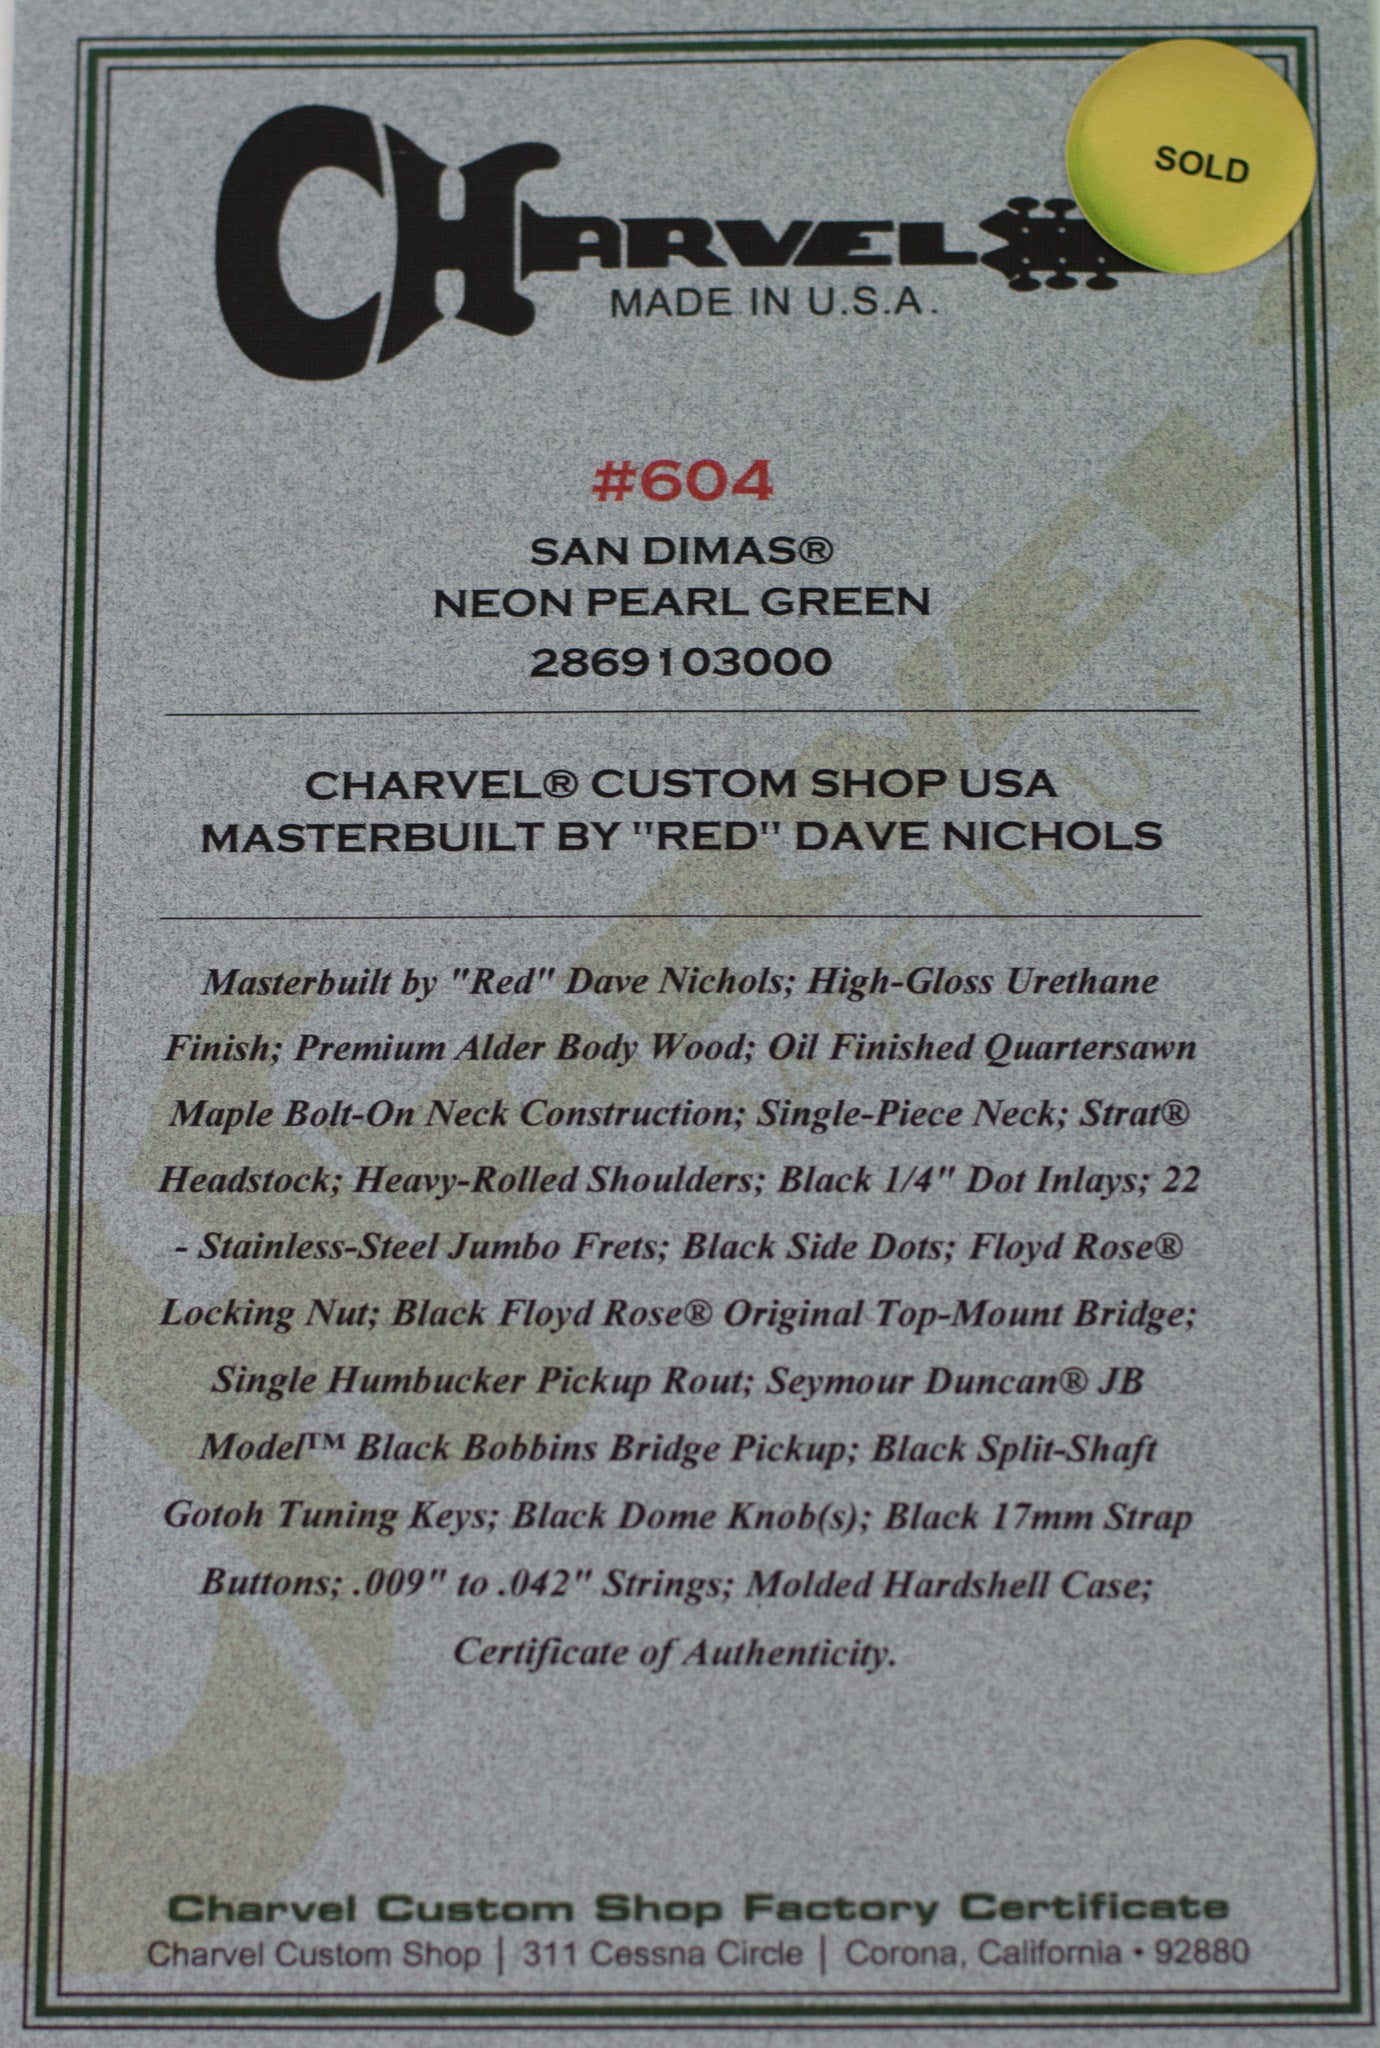 CHARVEL
SOLD
MADE IN U.S.A.
#604
SAN DIMAS®
NEON PEARL GREEN
2869103000
CHARVEL® CUSTOM SHOP USA
MASTERBUILT BY "RED" DAVE NICHOLS
Masterbuilt by "Red" Dave Nichols; High-Gloss Urethane
Finish; Premium Alder Body Wood; Oil Finished Quartersawn
Maple Bolt-On Neck Construction; Single-Piece Neck; Strat®
Headstock; Heavy-Rolled Shoulders; Black 1/4" Dot Inlays; 22
- Stainless-Steel Jumbo Frets; Black Side Dots; Floyd Rose®
Locking Nut; Black Floyd Rose® Original Top-Mount Bridge;
Single Humbucker Pickup Rout; Seymour Duncan® JB
Model™ Black Bobbins Bridge Pickup; Black Split-Shaft
Gotoh Tuning Keys; Black Dome Knob(s); Black 17mm Strap
Buttons; .009" to .042" Strings; Molded Hardshell Case;
Certificate of Authenticity.
Charvel Custom Shop Factory Certificate
Charvel Custom Shop | 311 Cessna Circle | Corona, California • 92880
CHARVEL
MADE IN U.S.A.